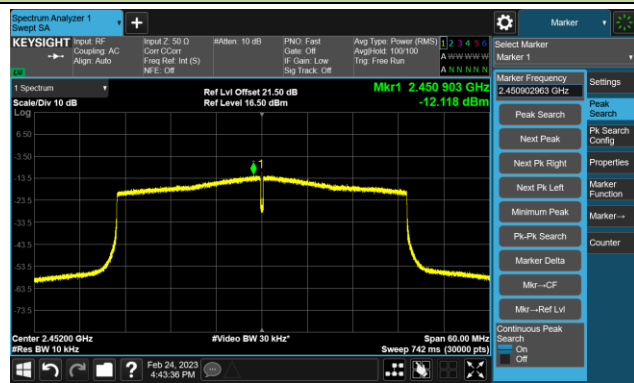 Spectrum Analyzer 1
Swept SA
Marker
KEYSIGHT
Input: RF
Coupling: AC
Align: Auto
Input Z: 50 Ω
Corr CCorr
Freq Ref: Int (S)
NFE: Off
#Atten: 10 dB
PNO: Fast
Gate: Off
IF Gain: Low
Sig Track: Off
Avg Type: Power (RMS)
Avg|Hold: 100/100
Trig: Free Run
1 2 3 4 5 6
A W W W W W
A N N N N N
LXI
Select Marker
Marker 1
1 Spectrum
Scale/Div 10 dB
Log
Ref Lvl Offset 21.50 dB
Ref Level 16.50 dBm
Mkr1 2.450 903 GHz
-12.118 dBm
6.50
-3.50
-13.5
-23.5
-33.5
-43.5
-53.5
-63.5
-73.5
1
Center 2.45200 GHz
#Res BW 10 kHz
#Video BW 30 kHz*
Span 60.00 MHz
Sweep 742 ms (30000 pts)
Marker Frequency
2.450902963 GHz
Peak Search
Next Peak
Next Pk Right
Next Pk Left
Minimum Peak
Pk-Pk Search
Marker Delta
Mkr→CF
Mkr→Ref Lvl
Continuous Peak
Search
On
Off
Settings
Peak
Search
Pk Search
Config
Properties
Marker
Function
Marker→
Counter
Feb 24, 2023
4:43:36 PM